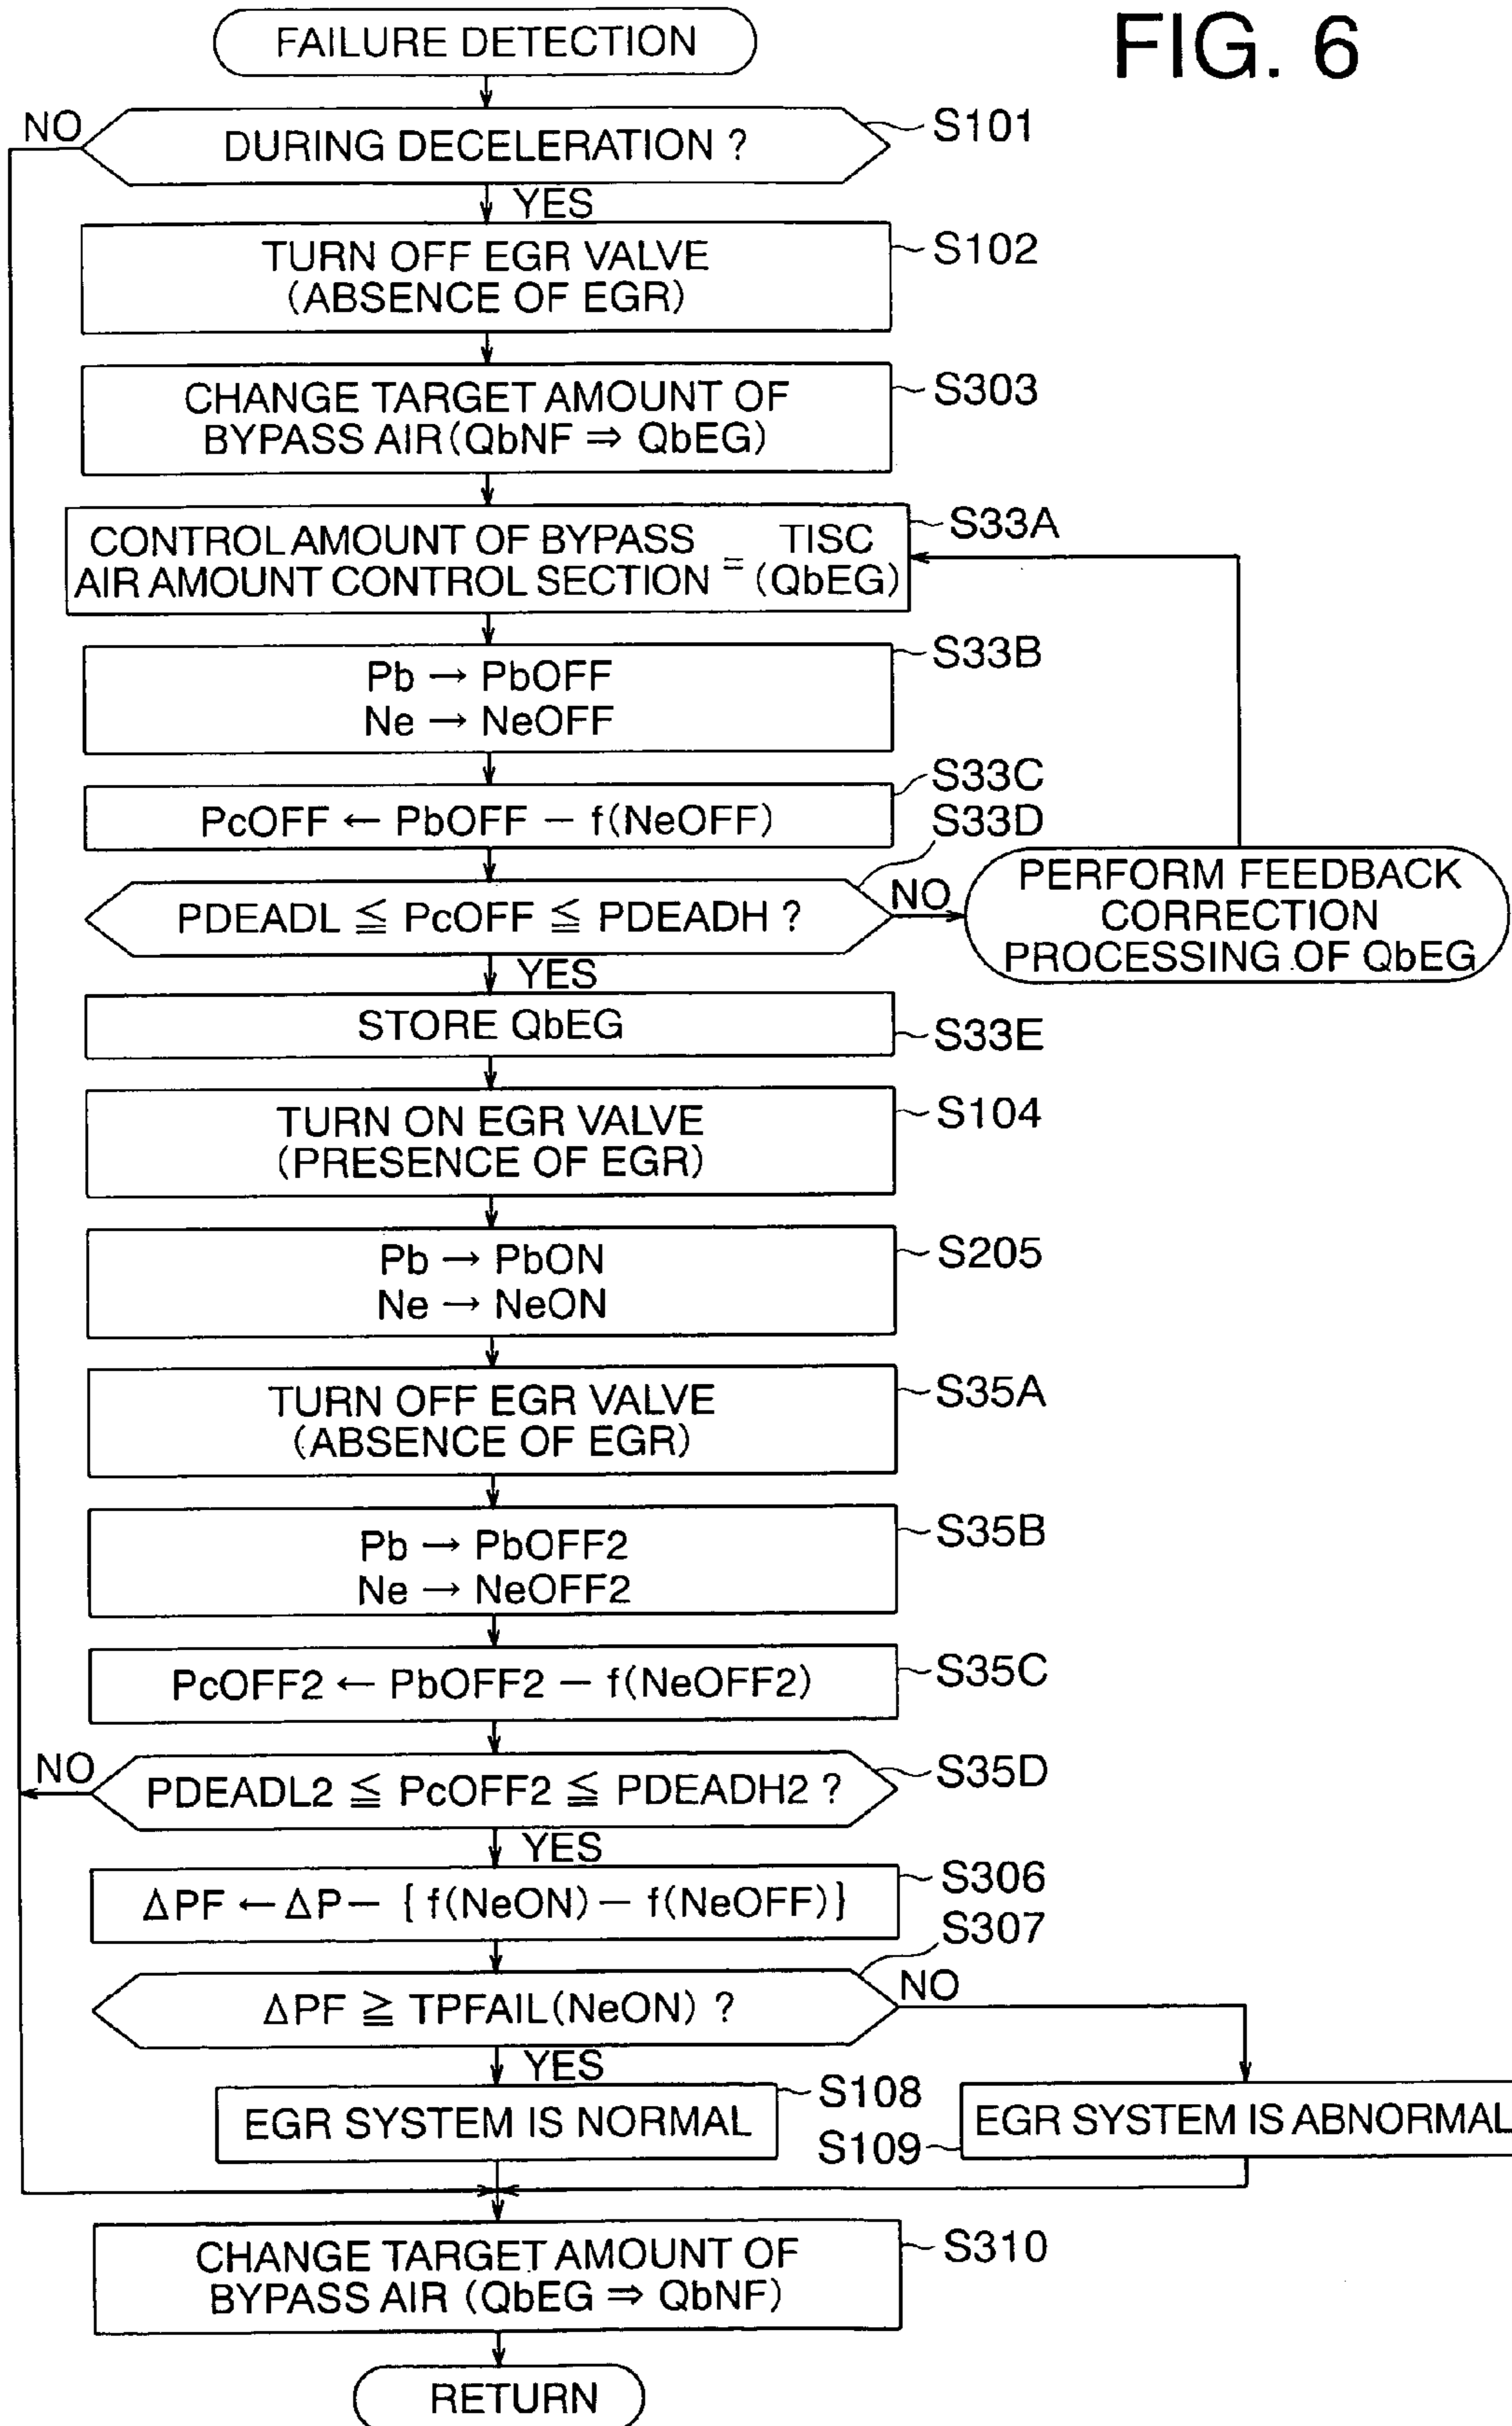 FIG. 6
FAILURE DETECTION
NO
DURING DECELERATION ?
S101
YES
TURN OFF EGR VALVE
(ABSENCE OF EGR)
S102
CHANGE TARGET AMOUNT OF
BYPASS AIR(QbNF ⇒ QbEG)
S303
CONTROL AMOUNT OF BYPASS
AIR AMOUNT CONTROL SECTION
= TISC
(QbEG)
S33A
Pb → PbOFF
Ne → NeOFF
S33B
PcOFF ← PbOFF − f(NeOFF)
S33C
PDEADL ≦ PcOFF ≦ PDEADH ?
S33D
NO
PERFORM FEEDBACK
CORRECTION
PROCESSING OF QbEG
YES
STORE QbEG
S33E
TURN ON EGR VALVE
(PRESENCE OF EGR)
S104
Pb → PbON
Ne → NeON
S205
TURN OFF EGR VALVE
(ABSENCE OF EGR)
S35A
Pb → PbOFF2
Ne → NeOFF2
S35B
PcOFF2 ← PbOFF2 − f(NeOFF2)
S35C
NO
PDEADL2 ≦ PcOFF2 ≦ PDEADH2 ?
S35D
YES
ΔPF ← ΔP − { f(NeON) − f(NeOFF) }
S306
ΔPF ≧ TPFAIL(NeON) ?
S307
NO
YES
EGR SYSTEM IS NORMAL
S108
EGR SYSTEM IS ABNORMAL
S109
CHANGE TARGET AMOUNT OF
BYPASS AIR (QbEG ⇒ QbNF)
S310
RETURN